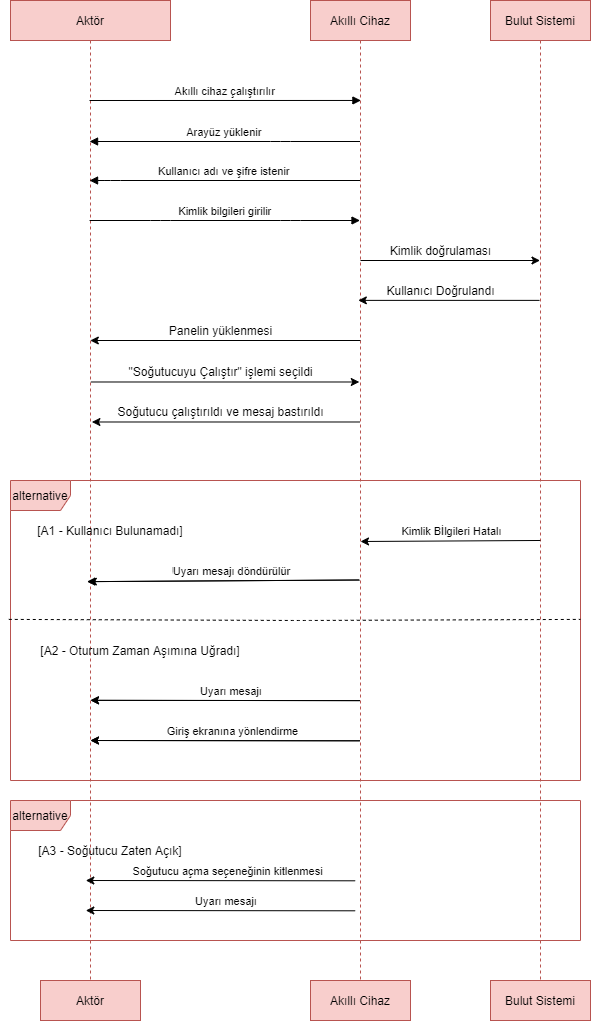 Aktör
Akıllı Cihaz
Bulut Sistemi
Akıllı cihaz çalıştırılır
Arayüz yüklenir
Kullanıcı adı ve şifre istenir
Kimlik bilgileri girilir
Kimlik doğrulaması
Kullanıcı Doğrulandı
Panelin yüklenmesi
"Soğutucuyu Çalıştır" işlemi seçildi
Soğutucu çalıştırıldı ve mesaj bastırıldı
alternative
[A1 - Kullanıcı Bulunamadı]
Kimlik Bİlgileri Hatalı
Uyarı mesajı döndürülür
[A2 - Oturum Zaman Aşımına Uğradı]
Uyarı mesajı
Giriş ekranına yönlendirme
alternative
[A3 - Soğutucu Zaten Açık]
Soğutucu açma seçeneğinin kitlenmesi
Uyarı mesajı
Aktör
Akıllı Cihaz
Bulut Sistemi